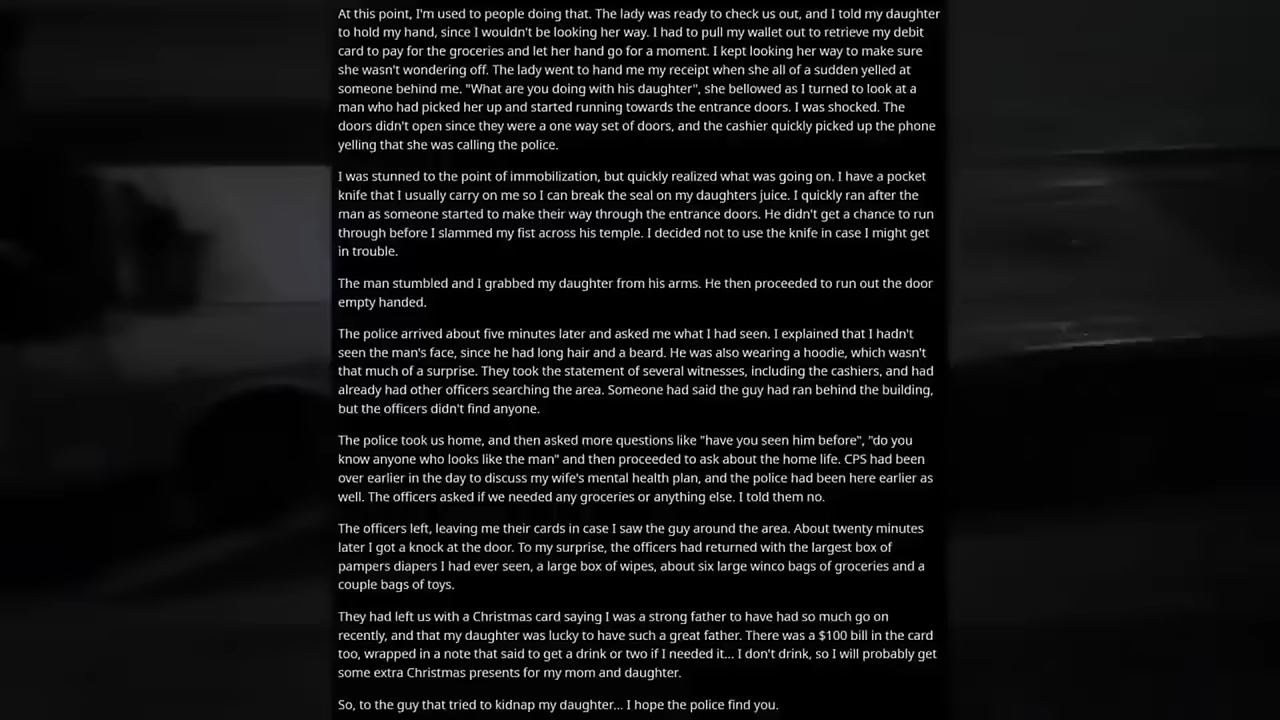 At this point, I'm used to people doing that. The lady was ready to check us out, and I told my daughter
to hold my hand, since I wouldn't be looking her way. I had to pull my wallet out to retrieve my debit
card to pay for the groceries and let her hand go for a moment. I kept looking her way to make sure
she wasn't wondering off. The lady went to hand me my receipt when she all of a sudden yelled at
someone behind me. "What are you doing with his daughter", she bellowed as I turned to look at a
man who had picked her up and started running towards the entrance doors. I was shocked. The
doors didn't open since they were a one way set of doors, and the cashier quickly picked up the phone
yelling that she was calling the police.
I was stunned to the point of immobilization, but quickly realized what was going on. I have a pocket
knife that I usually carry on me so I can break the seal on my daughters juice. I quickly ran after the
man as someone started to make their way through the entrance doors. He didn't get a chance to run
through before I slammed my fist across his temple. I decided not to use the knife in case I might get
in trouble.
The man stumbled and I grabbed my daughter from his arms. He then proceeded to run out the door
empty handed.
The police arrived about five minutes later and asked me what I had seen. I explained that I hadn't
seen the man's face, since he had long hair and a beard. He was also wearing a hoodie, which wasn't
that much of a surprise. They took the statement of several witnesses, including the cashiers, and had
already had other officers searching the area. Someone had said the guy had ran behind the building,
but the officers didn't find anyone.
The police took us home, and then asked more questions like "have you seen him before", "do you
know anyone who looks like the man" and then proceeded to ask about the home life. CPS had been
over earlier in the day to discuss my wife's mental health plan, and the police had been here earlier as
well. The officers asked if we needed any groceries or anything else. I told them no.
The officers left, leaving me their cards in case I saw the guy around the area. About twenty minutes
later I got a knock at the door. To my surprise, the officers had returned with the largest box of
pampers diapers I had ever seen, a large box of wipes, about six large winco bags of groceries and a
couple bags of toys.
They had left us with a Christmas card saying I was a strong father to have had so much go on
recently, and that my daughter was lucky to have such a great father. There was a $100 bill in the card
too, wrapped in a note that said to get a drink or two if I needed it... I don't drink, so I will probably get
some extra Christmas presents for my mom and daughter.
So, to the guy that tried to kidnap my daughter... I hope the police find you.